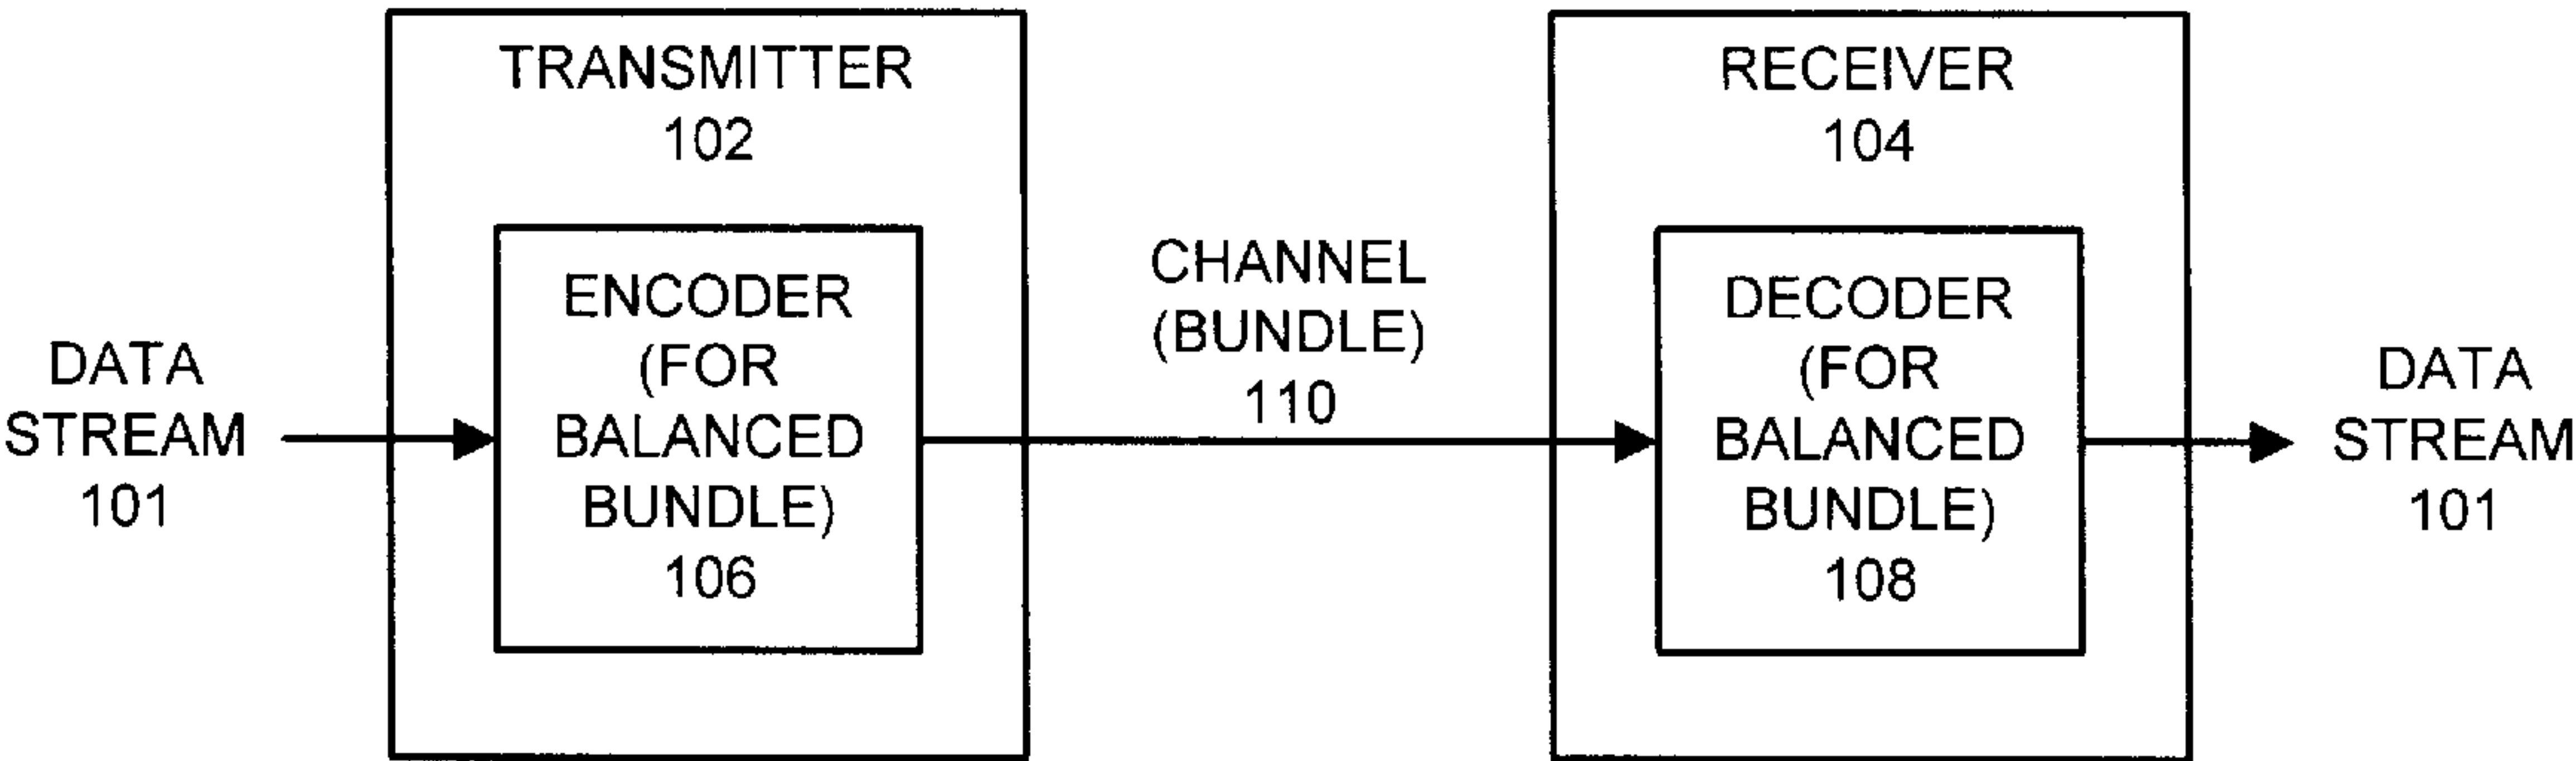 DATA
STREAM
101
TRANSMITTER
102
ENCODER
(FOR
BALANCED
BUNDLE)
106
CHANNEL
(BUNDLE)
110
RECEIVER
104
DECODER
(FOR
BALANCED
BUNDLE)
108
DATA
STREAM
101